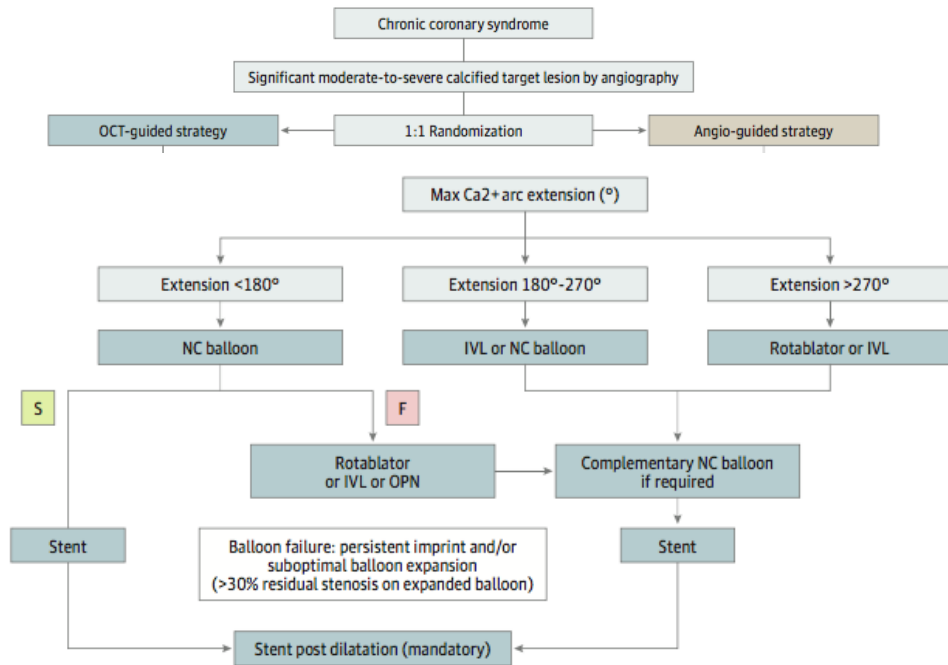 Chronic coronary syndrome
Significant moderate-to-severe calcified target lesion by angiography
OCT-guided strategy
1:1 Randomization
Angio-guided strategy
Max Ca2+ arc extension (°)
Extension <180°
Extension 180°-270°
Extension >270°
NC balloon
IVL or NC balloon
Rotablator or IVL
S
F
Rotablator
or IVL or OPN
Complementary NC balloon
if required
Stent
Balloon failure: persistent imprint and/or
suboptimal balloon expansion
(>30% residual stenosis on expanded balloon)
Stent
Stent post dilatation (mandatory)